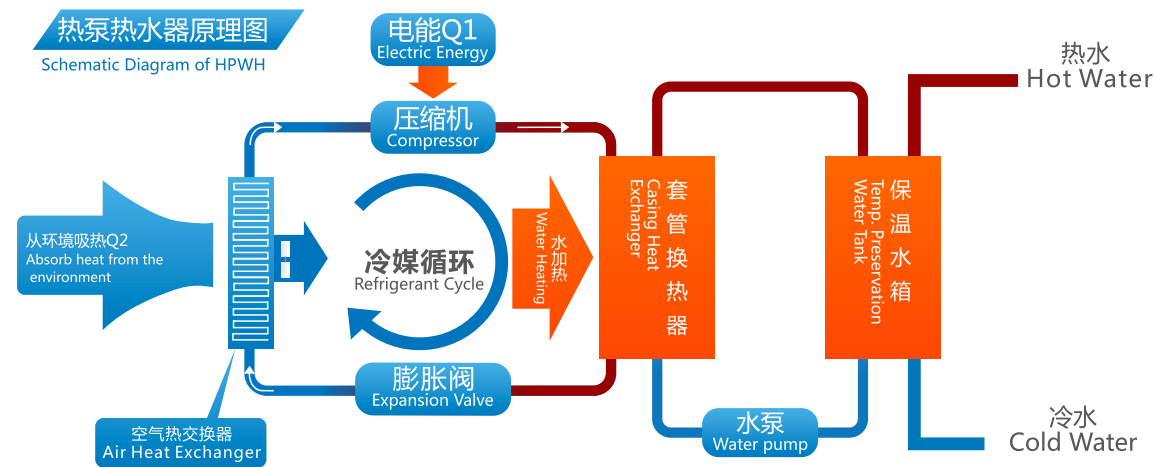 热泵热水器原理图
Schematic Diagram of HPWH
电能Q1
Electric Energy
热水
Hot Water
压缩机
Compressor
从环境吸热Q2
Absorb heat from the
environment
冷媒循环
Refrigerant Cycle
水加热
Water Heating
套管换热器
Casing Heat
Exchanger
保温水箱
Temp. Preservation
Water Tank
膨胀阀
Expansion Valve
空气热交换器
Air Heat Exchanger
水泵
Water pump
冷水
Cold Water